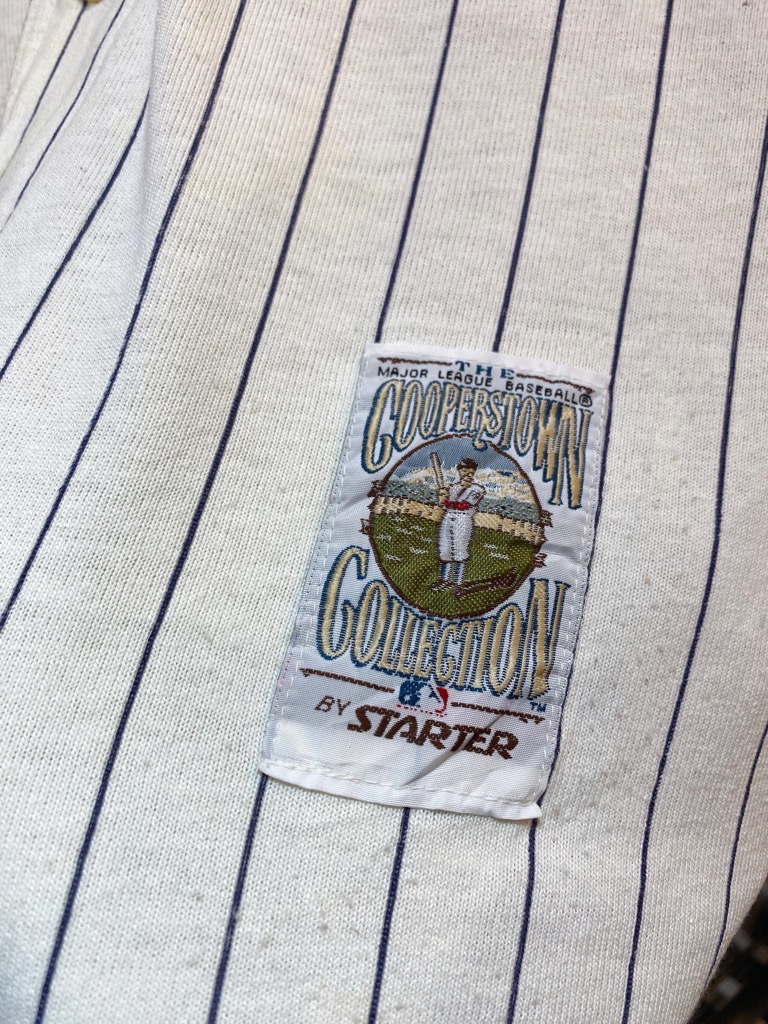 THE
MAJOR LEAGUE BASEBALL®
COOPERSTOWN
COLLECTION
TM
BY STARTER